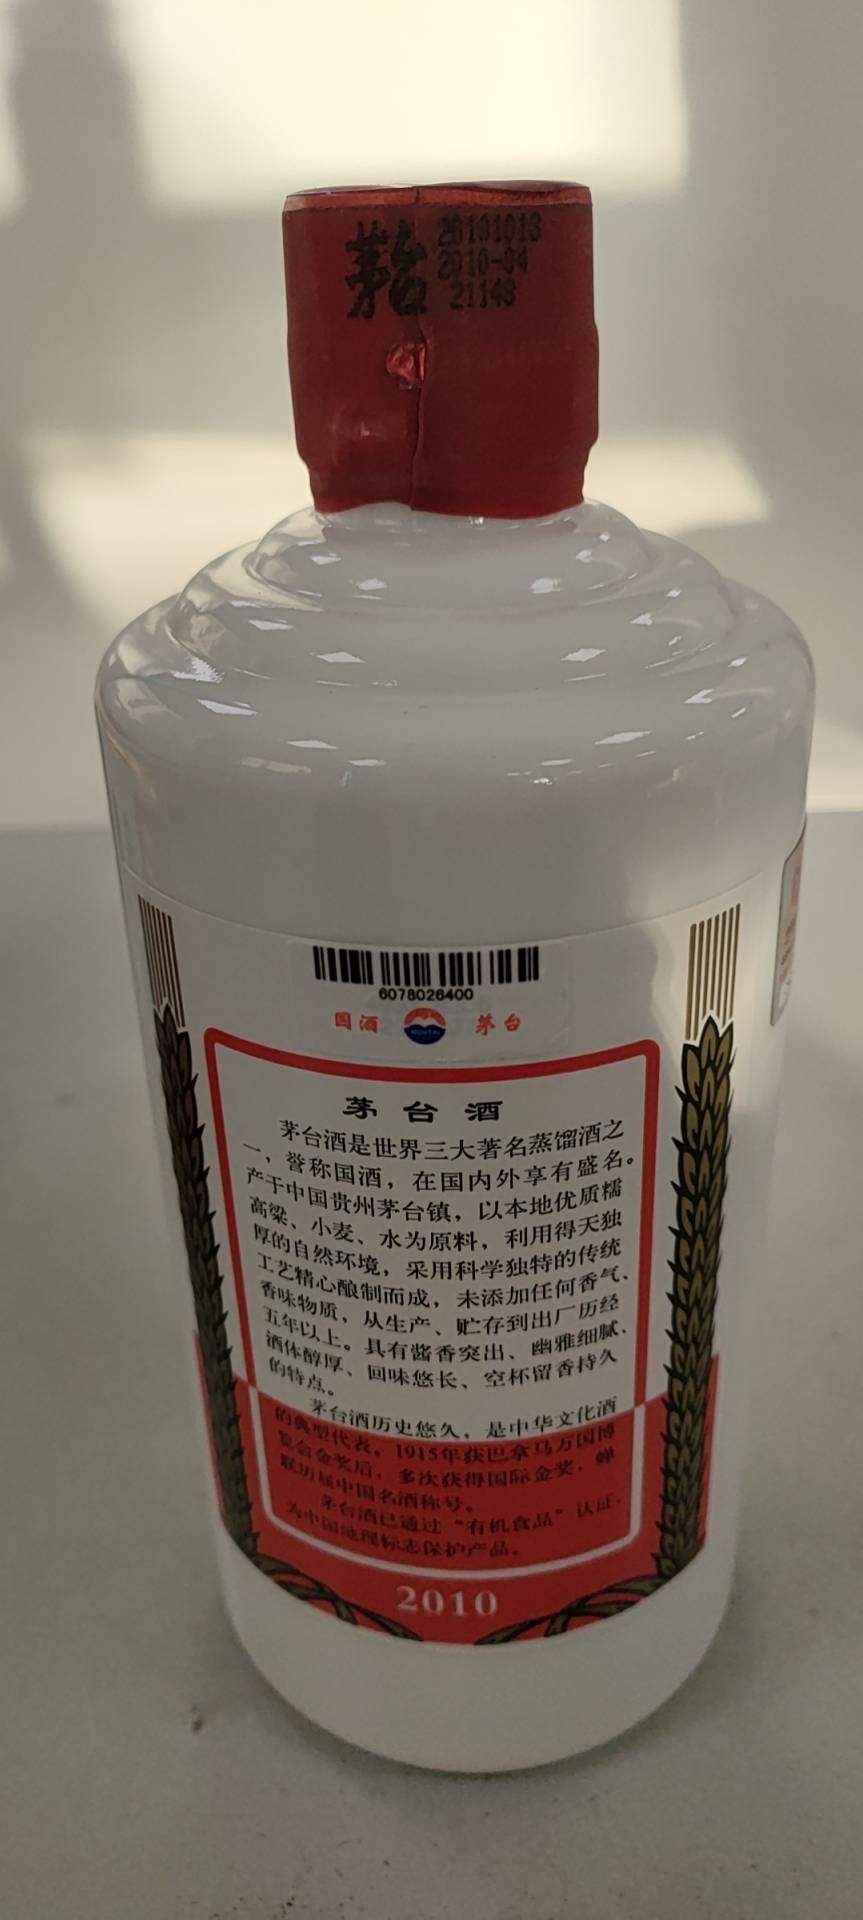 茅台
20101018
2010-04
21148
6078026400
国酒
MOUTAI
茅台
茅台酒
茅台酒是世界三大著名蒸馏酒之
一，誉称国酒，在国内外享有盛名。
产于中国贵州茅台镇，以本地优质糯
高粱、小麦、水为原料，利用得天独
厚的自然环境，采用科学独特的传统
工艺精心酿制而成，未添加任何香气、
香味物质，从生产、贮存到出厂历经
五年以上。具有酱香突出、幽雅细腻、
酒体醇厚、回味悠长、空杯留香持久
的特点。
茅台酒历史悠久，是中华文化酒
的典型代表。1915年获巴拿马万国博
览会金奖后，多次获得国际金奖，蝉
联历届中国名酒称号。
茅台酒已通过“有机食品”认证，
为中国地理标志保护产品。
2010